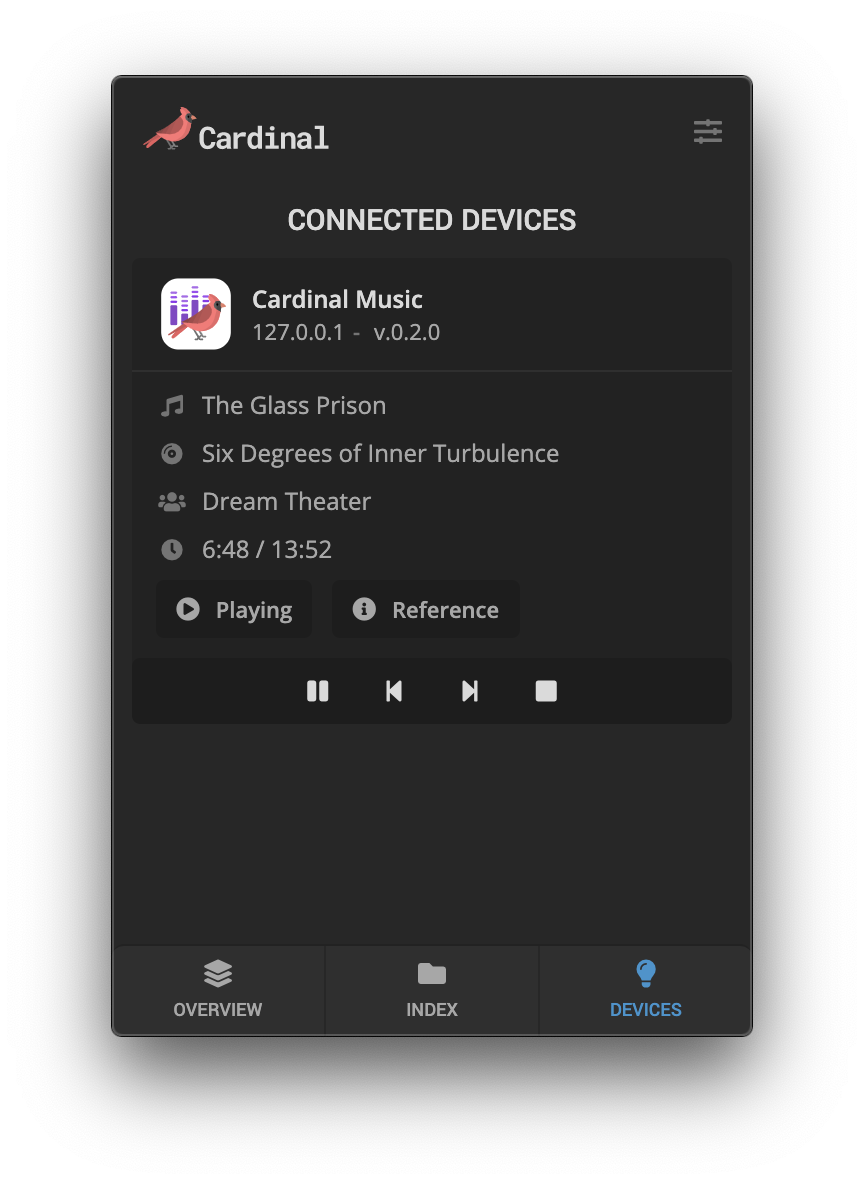 Cardinal
CONNECTED DEVICES
Cardinal Music
127.0.0.1 - v.0.2.0
The Glass Prison
Six Degrees of Inner Turbulence
Dream Theater
6:48 / 13:52
Playing
Reference
OVERVIEW
INDEX
DEVICES